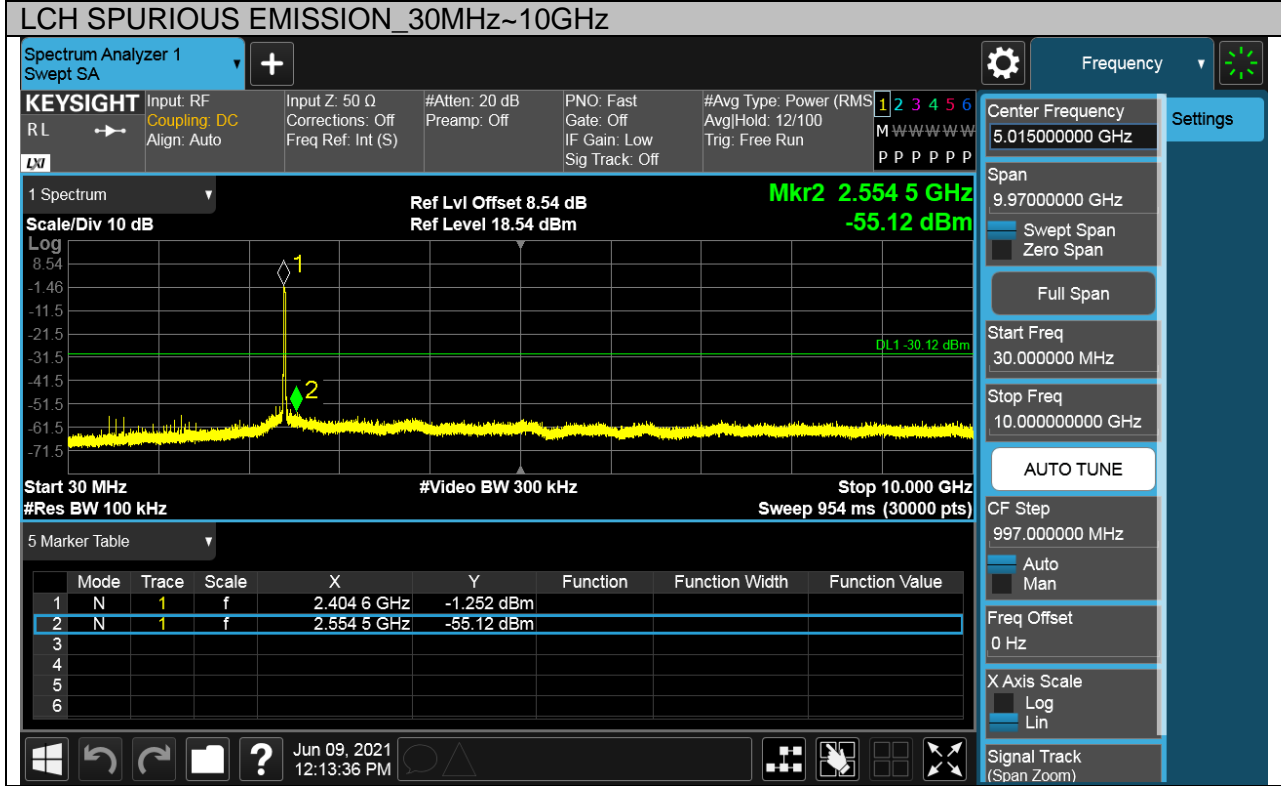 LCH SPURIOUS EMISSION_30MHz~10GHz
Spectrum Analyzer 1
Swept SA
+
Frequency
KEYSIGHT
RL
LXI
Input: RF
Coupling: DC
Align: Auto
Input Z: 50 Ω
Corrections: Off
Freq Ref: Int (S)
#Atten: 20 dB
Preamp: Off
PNO: Fast
Gate: Off
IF Gain: Low
Sig Track: Off
#Avg Type: Power (RMS
Avg|Hold: 12/100
Trig: Free Run
1 2 3 4 5 6
M W W W W W
P P P P P P
Center Frequency
5.015000000 GHz
Settings
Span
9.97000000 GHz
Swept Span
Zero Span
Full Span
Start Freq
30.000000 MHz
Stop Freq
10.000000000 GHz
AUTO TUNE
CF Step
997.000000 MHz
Auto
Man
Freq Offset
0 Hz
X Axis Scale
Log
Lin
Signal Track
(Span Zoom)
1 Spectrum
Scale/Div 10 dB
Ref Lvl Offset 8.54 dB
Ref Level 18.54 dBm
Mkr2 2.554 5 GHz
-55.12 dBm
Log
8.54
-1.46
-11.5
-21.5
-31.5
-41.5
-51.5
-61.5
-71.5
1
2
DL1 -30.12 dBm
Start 30 MHz
#Video BW 300 kHz
Stop 10.000 GHz
#Res BW 100 kHz
Sweep 954 ms (30000 pts)
5 Marker Table
Mode Trace Scale X Y Function Function Width Function Value
1 N 1 f 2.404 6 GHz -1.252 dBm
2 N 1 f 2.554 5 GHz -55.12 dBm
3
4
5
6
?
Jun 09, 2021
12:13:36 PM